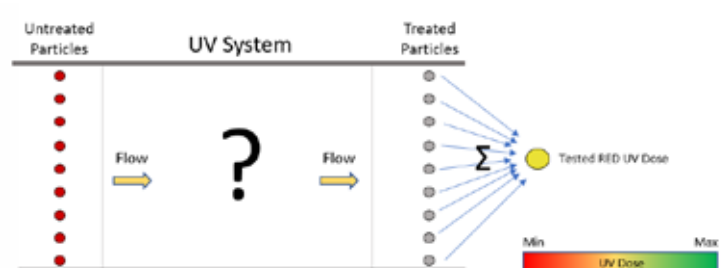 Untreated
Particles
UV System
Treated
Particles
Flow
?
Flow
Σ
Tested RED UV Dose
Min
Max
UV Dose